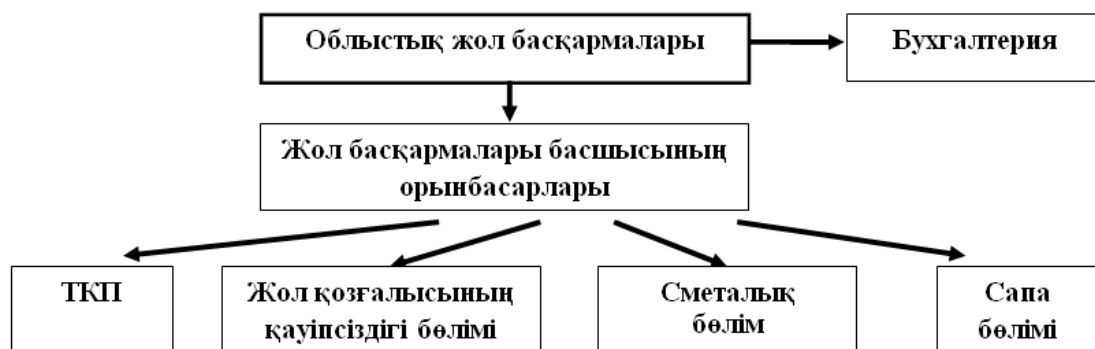 Облыстық жол басқармалары
Бухгалтерия
Жол басқармалары басшысының
орынбасарлары
ТКП
Жол қозғалысының
қауіпсіздігі бөлімі
Сметалық
бөлім
Сапа
бөлімі